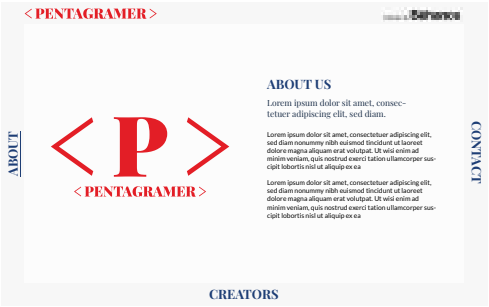 < PENTAGRAMER >
Behance
ABOUT
< P >
< PENTAGRAMER >
ABOUT US
Lorem ipsum dolor sit amet, consec-
tetuer adipiscing elit, sed diam.
Lorem ipsum dolor sit amet, consectetuer adipiscing elit,
sed diam nonummy nibh euismod tincidunt ut laoreet
dolore magna aliquam erat volutpat. Ut wisi enim ad
minim veniam, quis nostrud exerci tation ullamcorper sus-
cipit lobortis nisl ut aliquip ex ea
Lorem ipsum dolor sit amet, consectetuer adipiscing elit,
sed diam nonummy nibh euismod tincidunt ut laoreet
dolore magna aliquam erat volutpat. Ut wisi enim ad
minim veniam, quis nostrud exerci tation ullamcorper sus-
cipit lobortis nisl ut aliquip ex ea
CONTACT
CREATORS